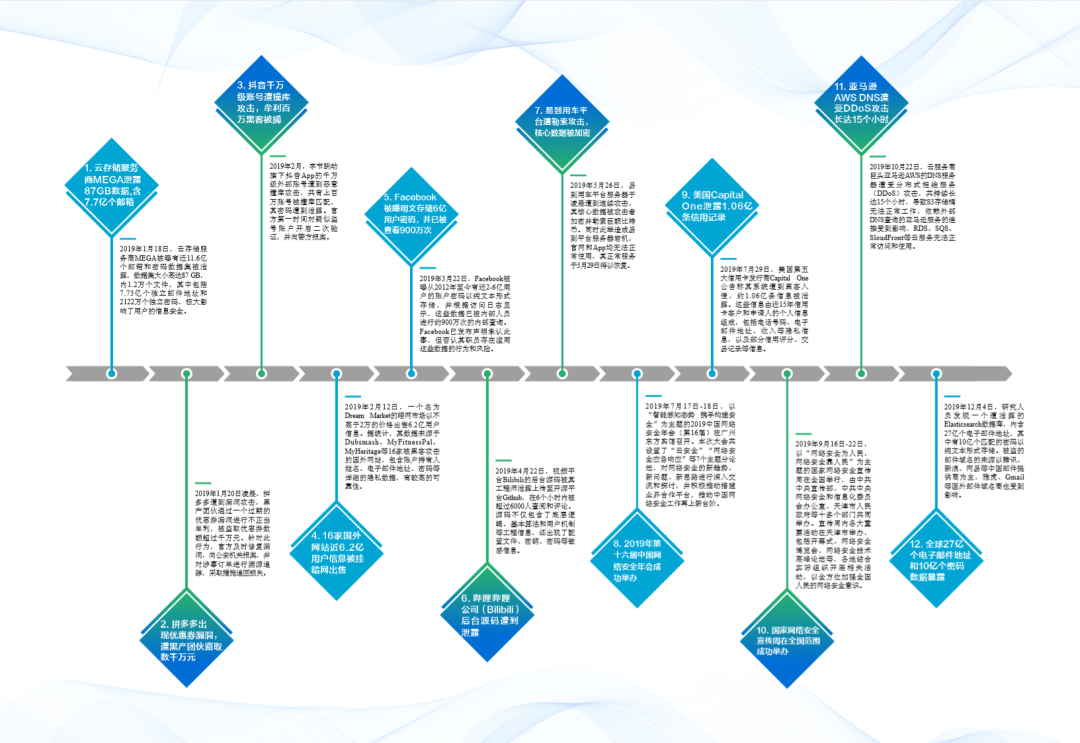 1. 云存储服务
商MEGA泄露
87GB数据,含
7.7亿个邮箱
2019年1月18日，云存储服
务商MEGA被曝有近11.6亿
个邮箱和密码数据集被泄
露，数据集大小高达87 GB，
内1.2万个文件，其中包括
7.73亿个独立邮件地址和
2122万个独立密码，极大影
响了用户的信息安全。
2. 拼多多出
现优惠券漏洞，
遭黑产团伙盗取
数千万元
2019年1月20日凌晨，拼
多多遭到漏洞攻击、黑
产团伙通过一个过期的
优惠券漏洞进行不正当
牟利，被盗取优惠券数
额超过千万元。针对此
行为，官方及时修复漏
洞，向公安机关报案，并
对涉事订单进行溯源追
踪，采取措施追回损失。
3. 抖音千万
级账号遭撞库
攻击，牟利百
万黑客被捕
2019年2月，字节跳动
旗下抖音App的千万
级外部账号遭到恶意
撞库攻击，共有上百
万账号被撞库匹配，
其密码遭到泄露。官
方第一时间对疑似盗
号账户开启二次验
证，并向警方报案。
4. 16家国外
网站近6.2亿
用户信息被挂
暗网出售
2019年2月12日，一个名为
Dream Market的暗网市场以不
高于2万的价格出售6.2亿用户
信息。据统计，其数据来源于
Dubsmash、MyFitnessPal、
MyHeritage等16家被黑客攻击
的国外网站，包含账户持有人
姓名、电子邮件地址、密码等
详细的隐私数据，有较高的可
靠性。
5. Facebook
被曝明文存储6亿
用户密码，并已被
查看900万次
2019年3月22日，Facebook被
曝从2012年至今有近2-6亿用
户的账户密码以纯文本形式
存储，并根据访问日志显
示，这些数据已被内部人员
进行约900万次的内部查询。
Facebook已发布声明承认此
事，但否认其职员存在滥用
这些数据的行为和风险。
6. 哔哩哔哩
公司（Bilibili）
后台源码遭到
泄露
2019年4月22日，视频平
台Bilibili的后台源码被其
工程师泄露上传至开源平
台Github，在6个小时内被
超过6000人查阅和评论。
源码不仅包含了底层逻
辑、基本算法和用户机制
等工程信息，还出现了配
置文件、密钥、密码等敏
感信息。
7. 易到用车平
台遭勒索攻击，
核心数据被加密
2019年5月26日，易
到用车平台服务器于
凌晨遭到连续攻击，
其核心数据被攻击者
加密并勒索巨额比特
币。同时此举造成易
到平台服务器宕机，
官网和App均无法正
常使用，其正常服务
于5月29日得以恢复。
8. 2019年第
十六届中国网
络安全年会成
功举办
2019年7月17日-18日，以
“智能感知态势 携手构建安
全”为主题的2019中国网络
安全年会（第16届）在广州
东方宾馆召开。本次大会共
设置了“云安全”“网络安
全应急响应”等7个主题分论
坛，对网络安全的新趋势、
新问题、新思路进行深入交
流和探讨，并积极推动搭建
业界合作平台，推动中国网
络安全工作再上新台阶。
9. 美国Capital
One泄露1.06亿
条信用记录
2019年7月29日，美国第五
大信用卡发行商Capital One
公告称其系统遭到黑客入
侵，约1.06亿条信息被泄
露。这些信息由近15年信用
卡客户和申请人的个人信息
组成，包括电话号码、电子
邮件地址、收入等隐私信
息，以及部分信用评分、交
易记录等信息。
10. 国家网络安全
宣传周在全国范围
成功举办
2019年9月16日-22日，
以“网络安全为人民，
网络安全靠人民”为主
题的国家网络安全宣传
周在全国举行。由中共
中央宣传部、中共中央
网络安全和信息化委员
会办公室、天津市人民
政府等十多个部门共同
举办。宣传周内各大重
要活动在天津市举办，
包括开幕式、网络安全
博览会、网络安全技术
高峰论坛等，各地结合
实际组织开展相关活
动，以全方位加强全国
人民的网络安全意识。
11. 亚马逊
AWS DNS遭
受DDoS攻击
长达15个小时
2019年10月22日，云服务商
巨头亚马逊AWS的DNS服务
器遭受分布式拒绝服务
（DDoS）攻击，共持续长
达15个小时，导致S3存储桶
无法正常工作，依赖外部
DNS查询的亚马逊服务的连
接受到影响，RDS、SQS、
SloudFront等云服务无法正
常访问和使用。
12. 全球27亿
个电子邮件地址
和10亿个密码
数据暴露
2019年12月4日，研究人
员发现一个遭泄露的
Elasticsearch数据库，内含
27亿个电子邮件地址，其
中有10亿个匹配的密码以
纯文本形式存储。被盗的
邮件域名的来源以腾讯、
新浪、网易等中国邮件提
供商为主，雅虎、Gmail
等国外邮件域名商也受到
影响。